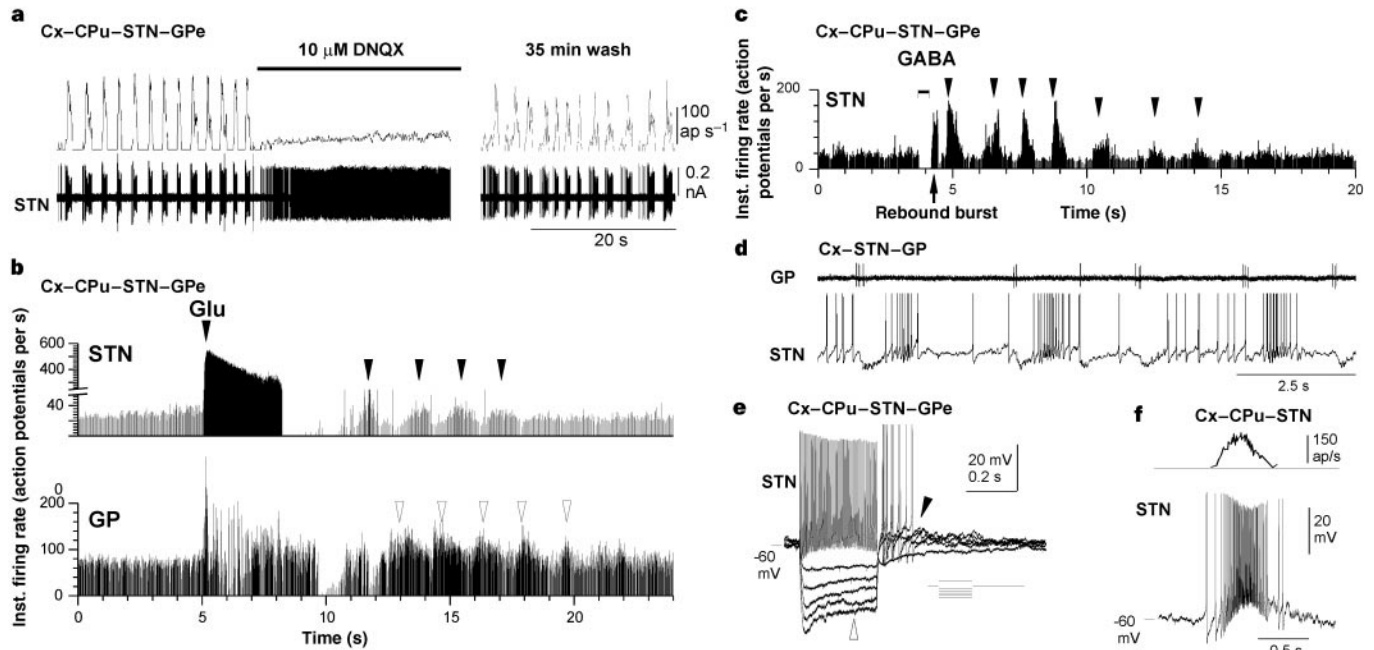 a
Cx–CPu–STN–GPe
10 μM DNQX
35 min wash
100
ap s⁻¹
0.2
nA
STN
20 s
b
Cx–CPu–STN–GPe
Glu
STN
600
400
200
40
0
GP
200
100
0
0 5 10 15 20
Time (s)
Inst. firing rate (action potentials per s)
c
Cx–CPu–STN–GPe
GABA
STN
200
0
0 5 10 15 20
Rebound burst
Time (s)
Inst. firing rate (action
potentials per s)
d
Cx–STN–GP
GP
STN
2.5 s
e
Cx–CPu–STN–GPe
STN
20 mV
0.2 s
-60
mV
f
Cx–CPu–STN
150
ap/s
STN
20
mV
-60
mV
0.5 s